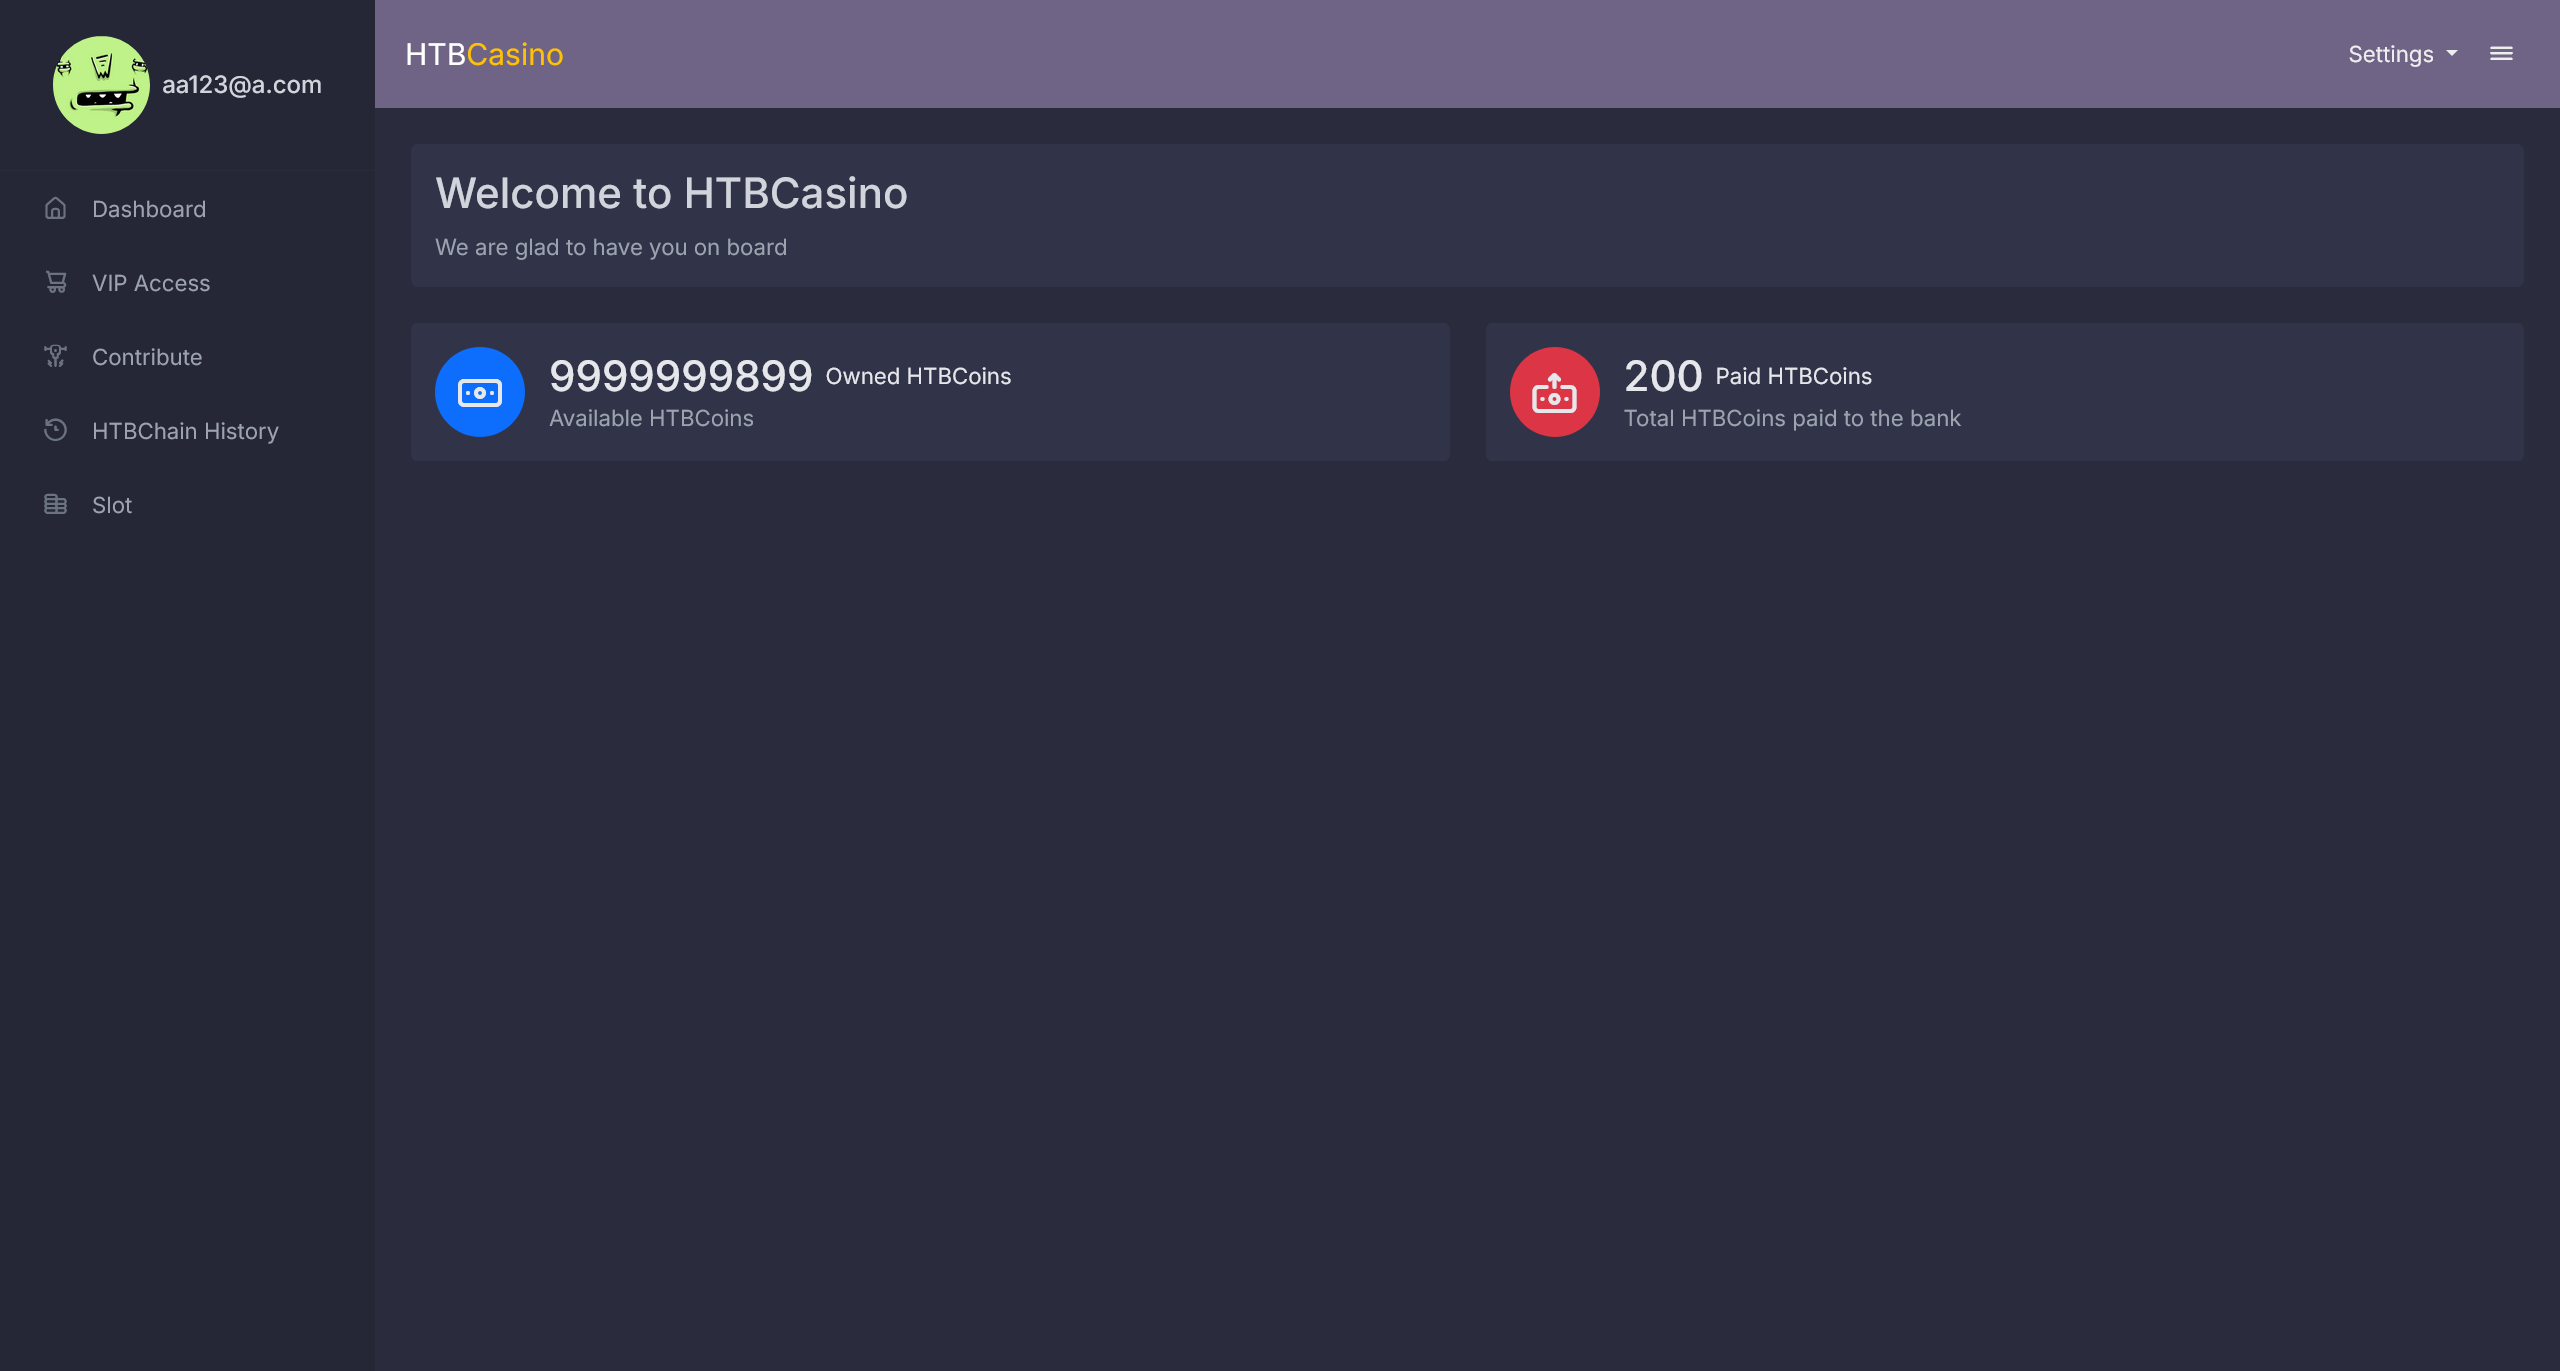 aa123@a.com
Dashboard
VIP Access
Contribute
HTBChain History
Slot
HTBCasino
Settings
Welcome to HTBCasino
We are glad to have you on board
9999999899 Owned HTBCoins
Available HTBCoins
200 Paid HTBCoins
Total HTBCoins paid to the bank